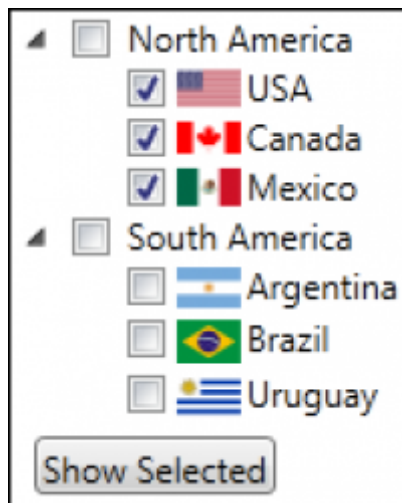 North America
USA
Canada
Mexico
South America
Argentina
Brazil
Uruguay
Show Selected